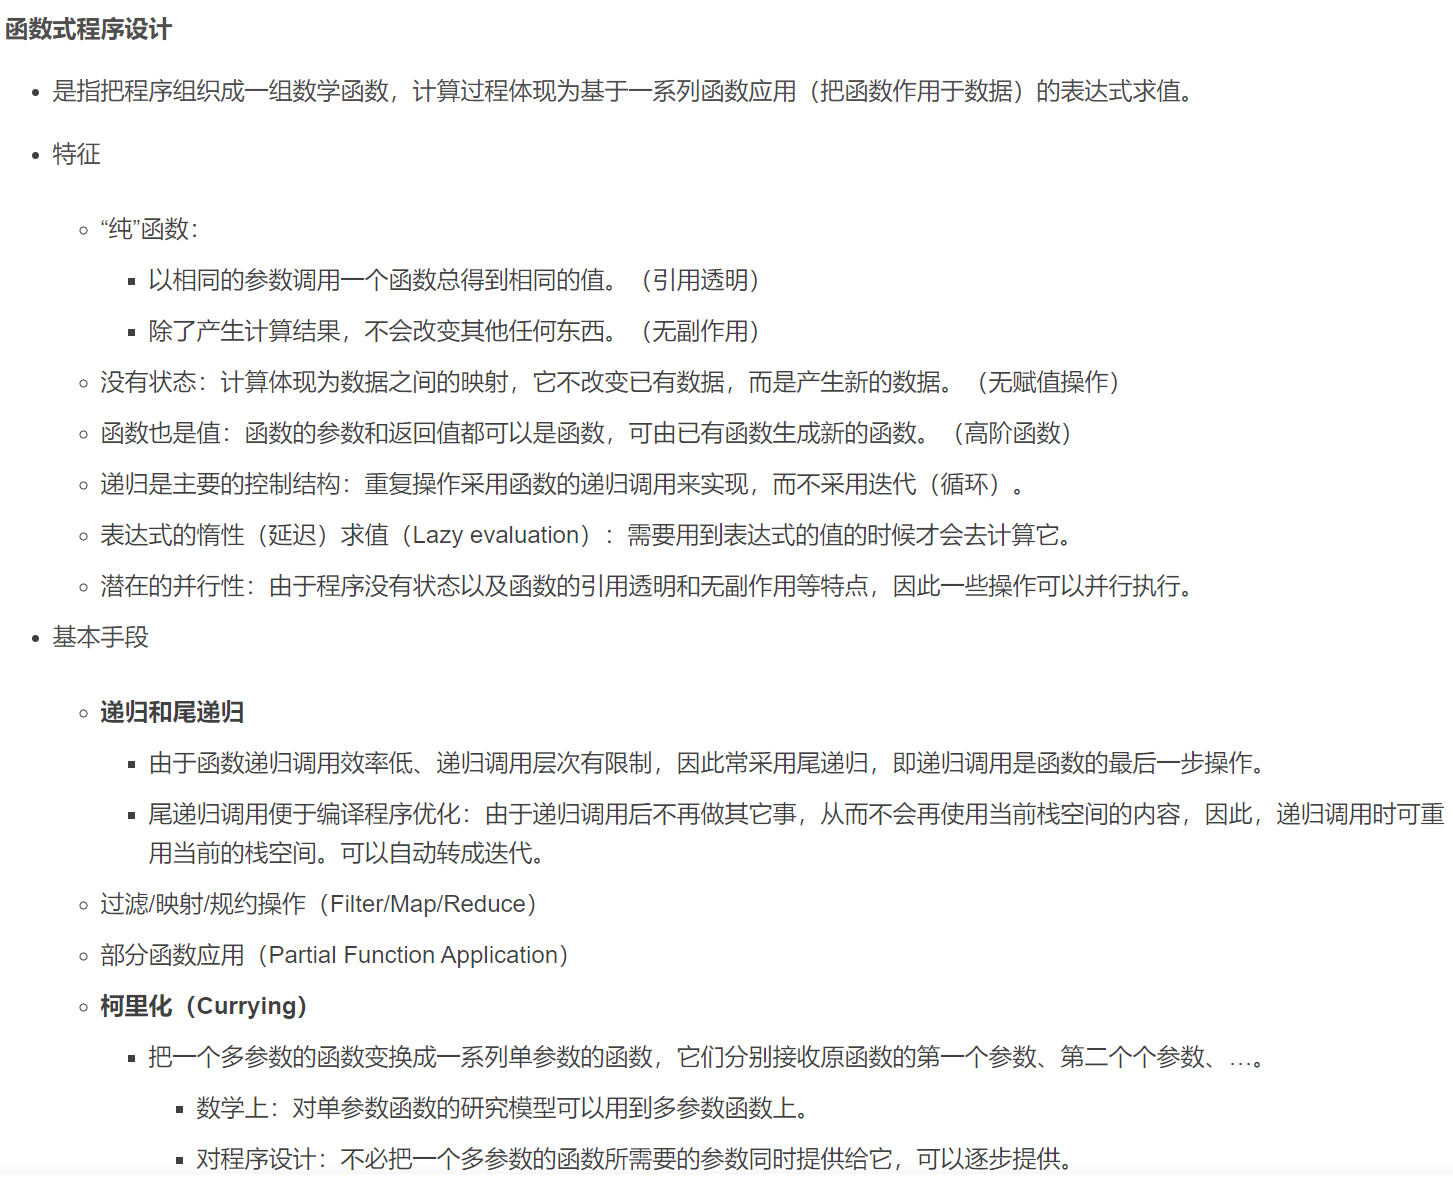 函数式程序设计
是指把程序组织成一组数学函数，计算过程体现为基于一系列函数应用（把函数作用于数据）的表达式求值。
特征
“纯”函数：
以相同的参数调用一个函数总得到相同的值。（引用透明）
除了产生计算结果，不会改变其他任何东西。（无副作用）
没有状态：计算体现为数据之间的映射，它不改变已有数据，而是产生新的数据。（无赋值操作）
函数也是值：函数的参数和返回值都可以是函数，可由已有函数生成新的函数。（高阶函数）
递归是主要的控制结构：重复操作采用函数的递归调用来实现，而不采用迭代（循环）。
表达式的惰性（延迟）求值（Lazy evaluation）：需要用到表达式的值的时候才会去计算它。
潜在的并行性：由于程序没有状态以及函数的引用透明和无副作用等特点，因此一些操作可以并行执行。
基本手段
递归和尾递归
由于函数递归调用效率低、递归调用层次有限制，因此常采用尾递归，即递归调用是函数的最后一步操作。
尾递归调用便于编译程序优化：由于递归调用后不再做其它事，从而不会再使用当前栈空间的内容，因此，递归调用时可重
用当前的栈空间。可以自动转成迭代。
过滤/映射/规约操作（Filter/Map/Reduce）
部分函数应用（Partial Function Application）
柯里化（Currying）
把一个多参数的函数变换成一系列单参数的函数，它们分别接收原函数的第一个参数、第二个个参数、…。
数学上：对单参数函数的研究模型可以用到多参数函数上。
对程序设计：不必把一个多参数的函数所需要的参数同时提供给它，可以逐步提供。